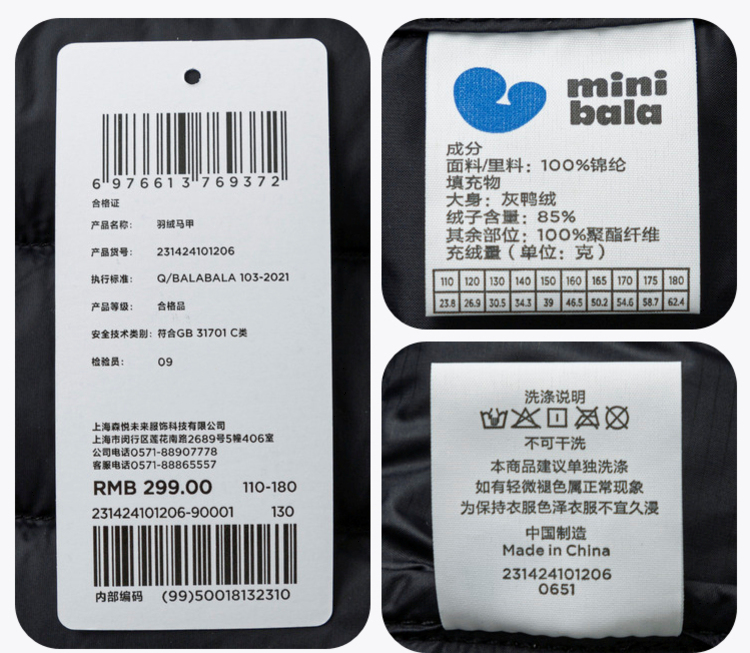 6 976613 769372
合格证
产品名称: 羽绒马甲
产品货号: 231424101206
执行标准: Q/BALABALA 103-2021
产品等级: 合格品
安全技术类别: 符合GB 31701 C类
检验员: 09
上海森悦未来服饰科技有限公司
上海市闵行区莲花南路2689号5幢406室
公司电话0571-88907778
客服电话0571-88865557
RMB 299.00 110-180
231424101206-90001 130
内部编码 (99)50018132310
mini
bala
成分
面料/里料: 100%锦纶
填充物
大身: 灰鸭绒
绒子含量: 85%
其余部位: 100%聚酯纤维
充绒量(单位: 克)
110 120 130 140 150 160 165 170 175 180
23.8 26.9 30.5 34.3 39 46.5 50.2 54.6 58.7 62.4
洗涤说明
不可干洗
本商品建议单独洗涤
如有轻微褪色属正常现象
为保持衣服色泽衣服不宜久浸
中国制造
Made in China
231424101206
0651